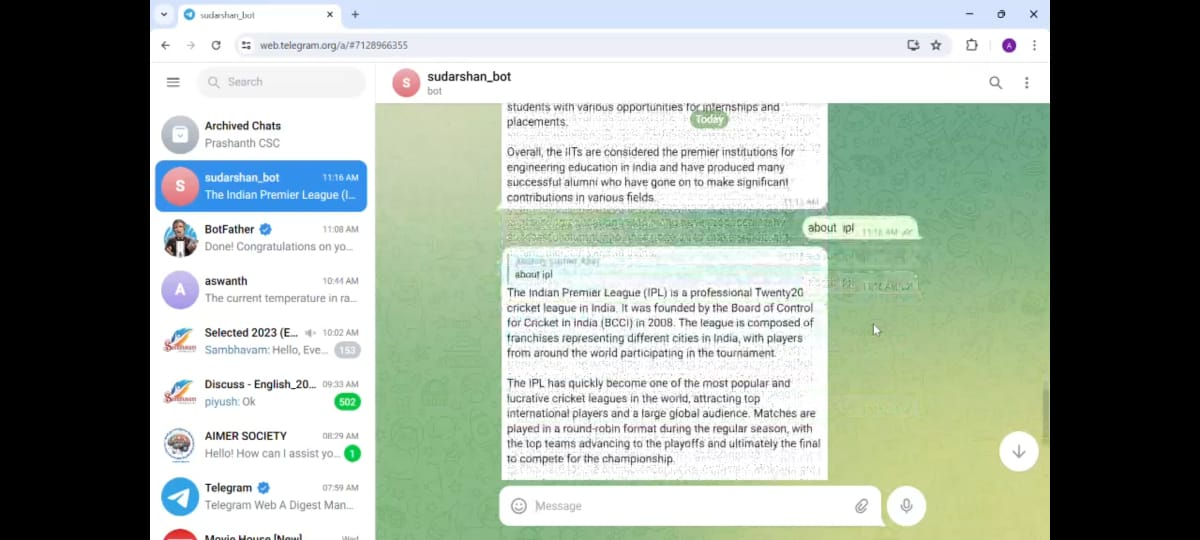 sudarshan_bot
web.telegram.org/a/#7128966355
A
Search
Archived Chats
Prashanth CSC
S
sudarshan_bot 11:16 AM
The Indian Premier League (I...
BotFather 11:08 AM
Done! Congratulations on yo...
A
aswanth 10:44 AM
The current temperature in ra...
Selected 2023 (E... 10:02 AM
Sambhavam: Hello, Eve... 153
Discuss - English_20... 09:33 AM
piyush: Ok 502
AIMER SOCIETY 08:29 AM
Hello! How can I assist yo... 1
Telegram 07:59 AM
Telegram Web A Digest Man...
Movie House [New] Wed
S
sudarshan_bot
bot
students with various opportunities for internships and
placements.
Today
Overall, the IITs are considered the premier institutions for
engineering education in India and have produced many
successful alumni who have gone on to make significant
contributions in various fields.
about ipl 11:16 AM
about ipl
The Indian Premier League (IPL) is a professional Twenty20
cricket league in India. It was founded by the Board of Control
for Cricket in India (BCCI) in 2008. The league is composed of
franchises representing different cities in India, with players
from around the world participating in the tournament.
The IPL has quickly become one of the most popular and
lucrative cricket leagues in the world, attracting top
international players and a large global audience. Matches are
played in a round-robin format during the regular season, with
the top teams advancing to the playoffs and ultimately the final
to compete for the championship.
Message